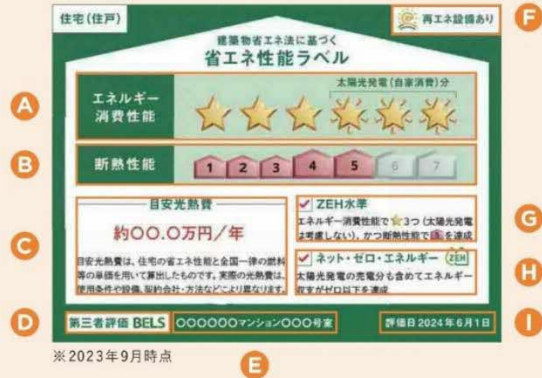 住宅(住戸)
再エネ設備あり
F
建築物省エネ法に基づく
省エネ性能ラベル
A
エネルギー
消費性能
太陽光発電(自家消費)分
B
断熱性能
1 2 3 4 5 6 7
C
目安光熱費
約〇〇.〇万円/年
目安光熱費は、住宅の省エネ性能と全国一律の燃料
等の単価を用いて算出したものです。実際の光熱費は、
使用条件や設備、契約会社・方法などにより異なります。
ZEH水準
エネルギー消費性能で★3つ(太陽光発電
は考慮しない)、かつ断熱性能で5を達成
G
ネット・ゼロ・エネルギー ZEH
太陽光発電の売電分も含めてエネルギー
収支がゼロ以下を達成
H
D
第三者評価 BELS
〇〇〇〇〇〇マンション〇〇〇号室
評価日2024年6月1日
I
※2023年9月時点
E